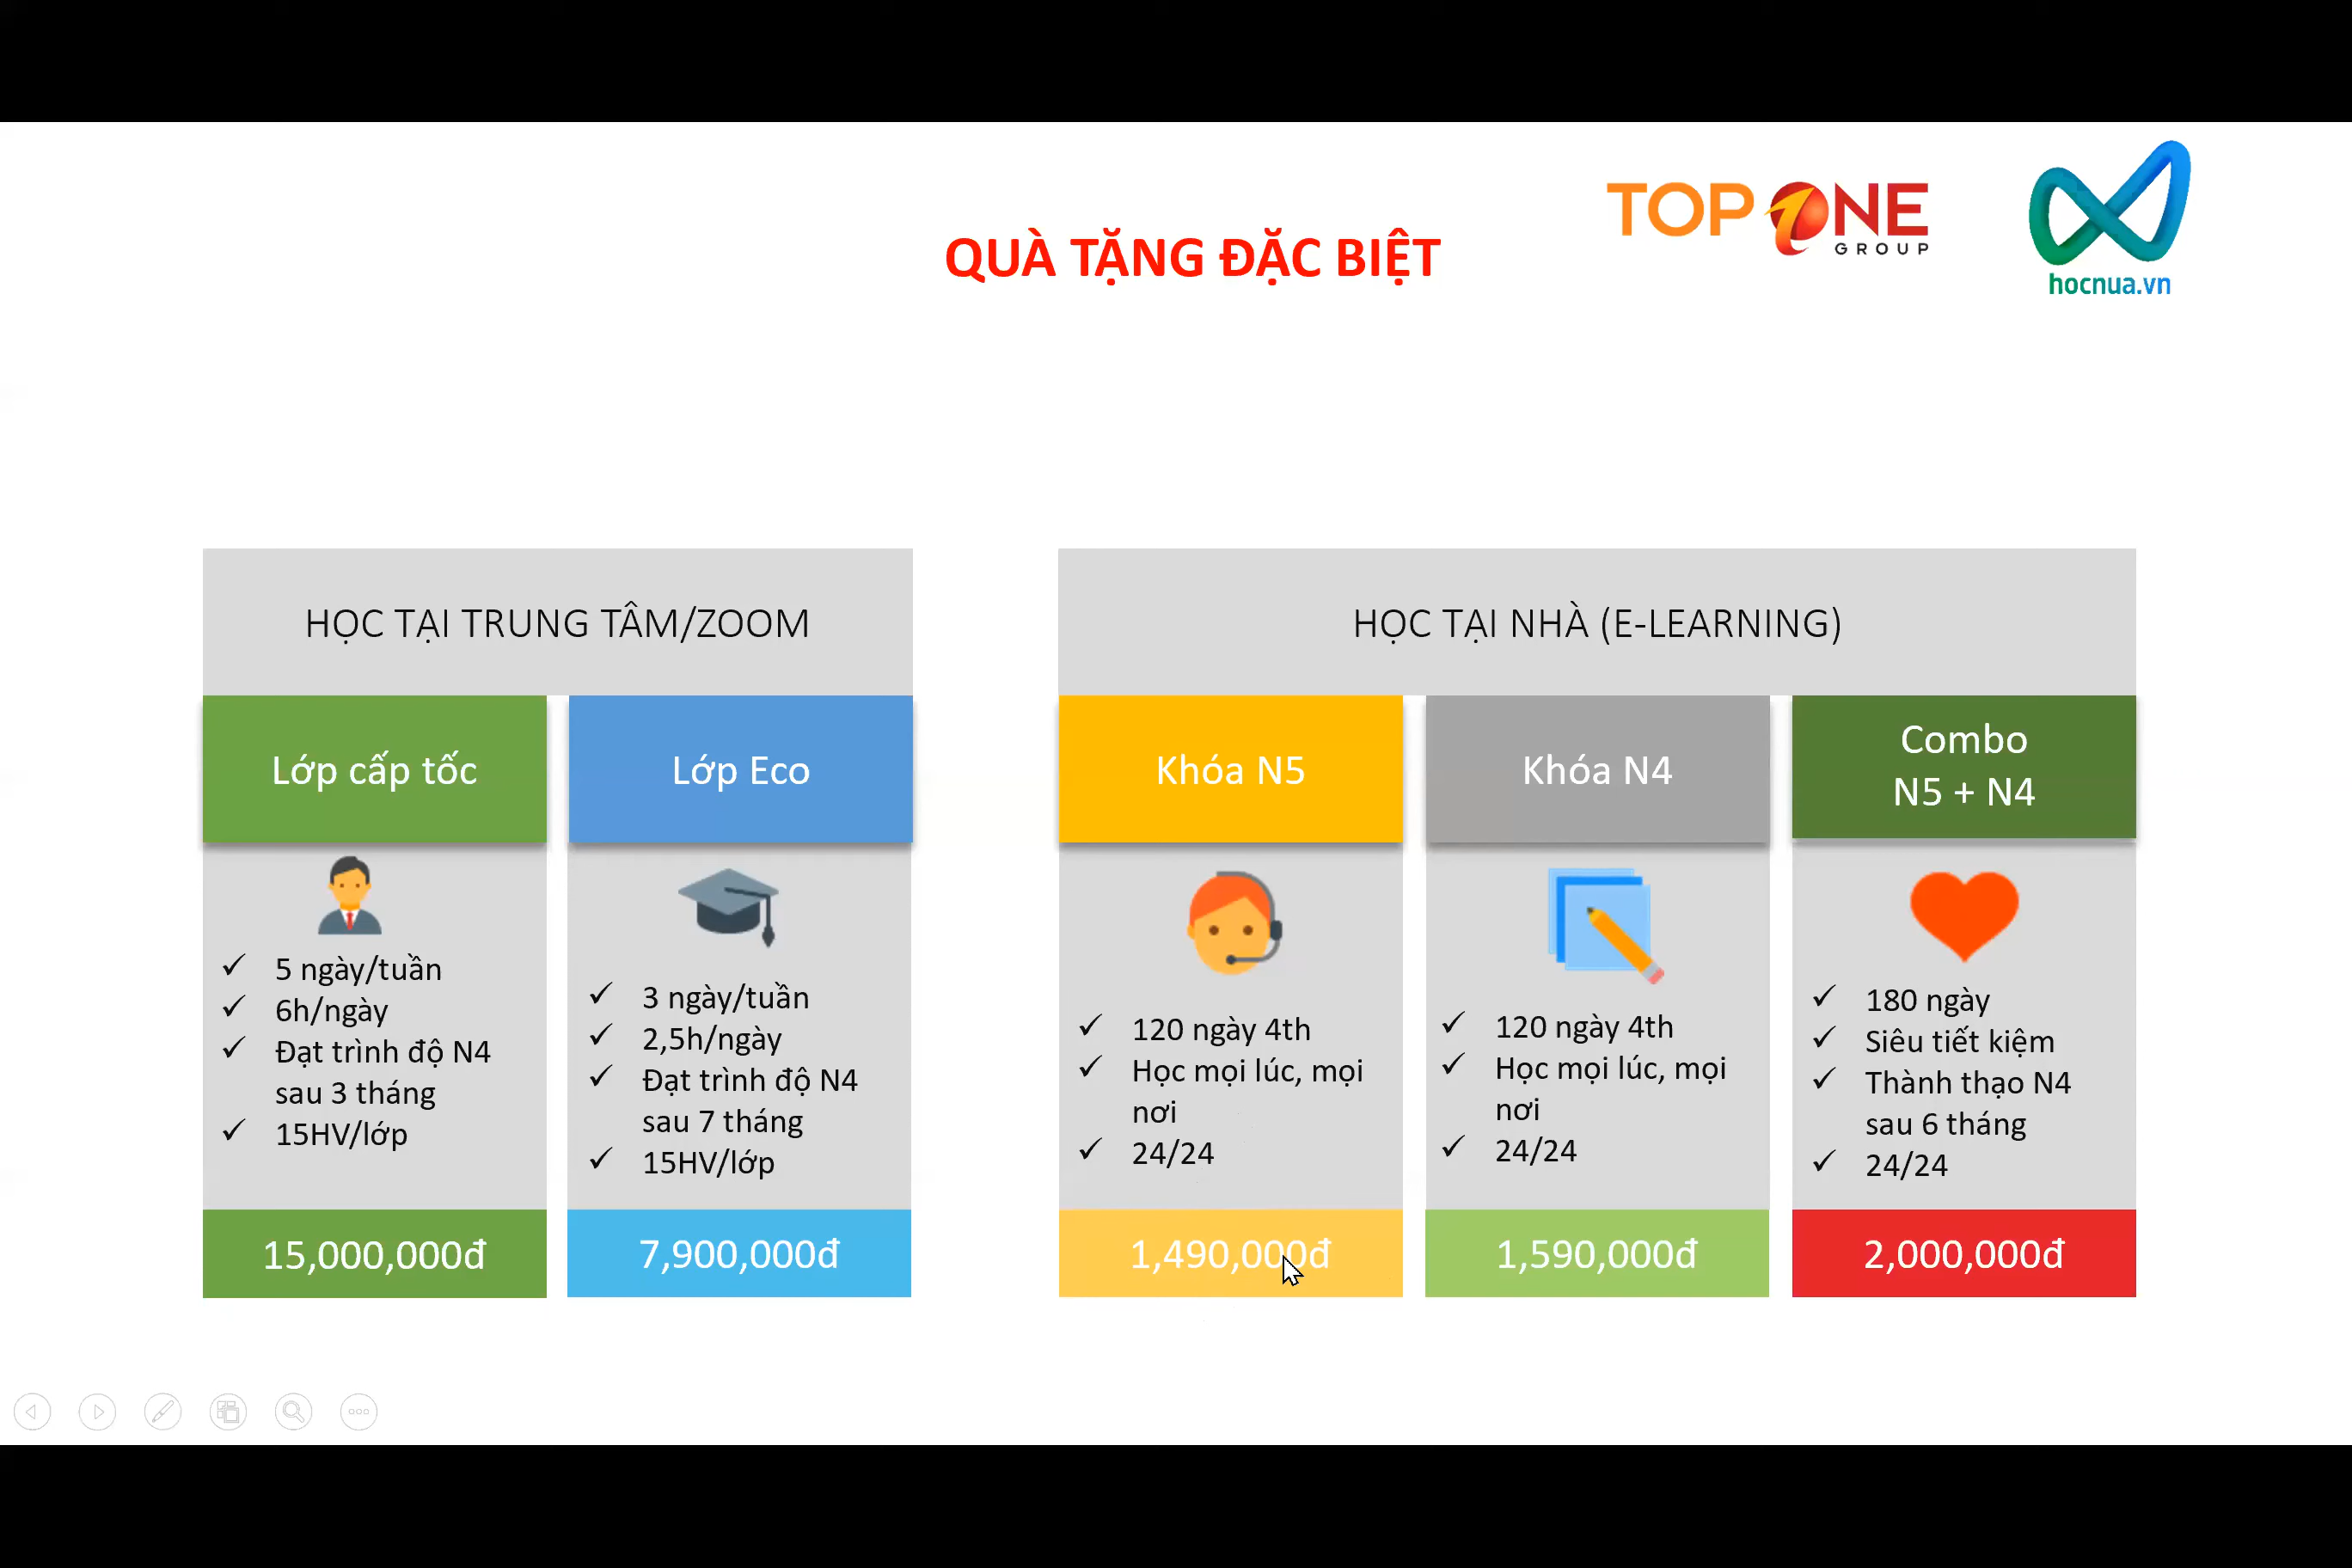 TOP ONE
GROUP
hocnua.vn
QUÀ TẶNG ĐẶC BIỆT
HỌC TẠI TRUNG TÂM/ZOOM
Lớp cấp tốc
5 ngày/tuần
6h/ngày
Đạt trình độ N4
sau 3 tháng
15HV/lớp
15,000,000đ
Lớp Eco
3 ngày/tuần
2,5h/ngày
Đạt trình độ N4
sau 7 tháng
15HV/lớp
7,900,000đ
HỌC TẠI NHÀ (E-LEARNING)
Khóa N5
120 ngày 4th
Học mọi lúc, mọi
nơi
24/24
1,490,000đ
Khóa N4
120 ngày 4th
Học mọi lúc, mọi
nơi
24/24
1,590,000đ
Combo
N5 + N4
180 ngày
Siêu tiết kiệm
Thành thạo N4
sau 6 tháng
24/24
2,000,000đ